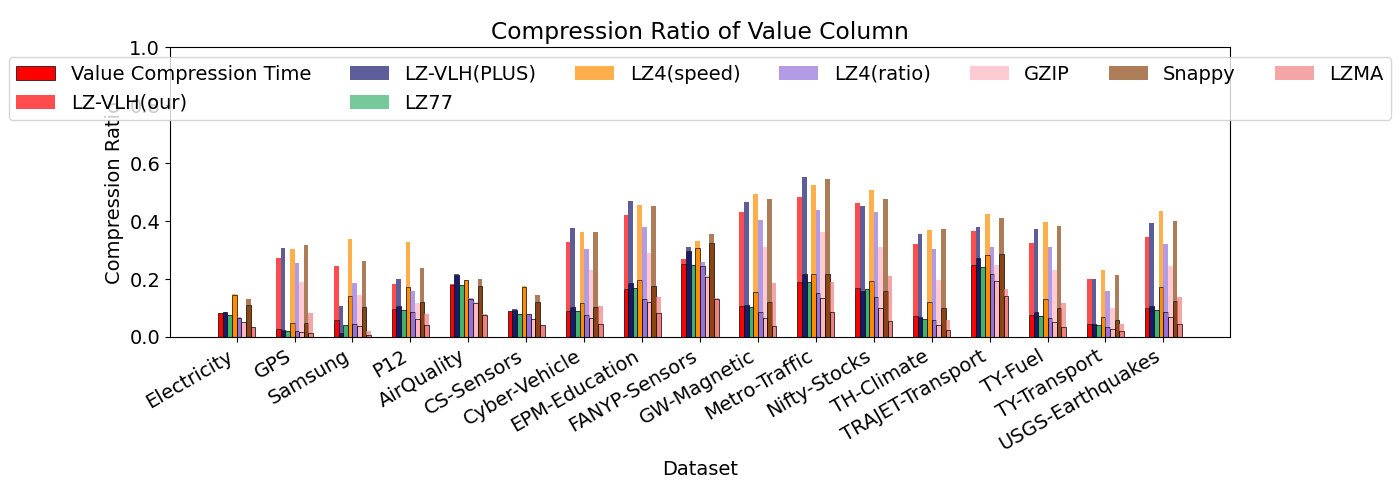 Compression Ratio of Value Column
Value Compression Time
LZ-VLH(our)
LZ-VLH(PLUS)
LZ77
LZ4(speed)
LZ4(ratio)
GZIP
Snappy
LZMA
Compression Ratio
1.0
0.8
0.6
0.4
0.2
0.0
Electricity
GPS
Samsung
P12
AirQuality
CS-Sensors
Cyber-Vehicle
EPM-Education
FANYP-Sensors
GW-Magnetic
Metro-Traffic
Nifty-Stocks
TH-Climate
TRAJET-Transport
TY-Fuel
TY-Transport
USGS-Earthquakes
Dataset